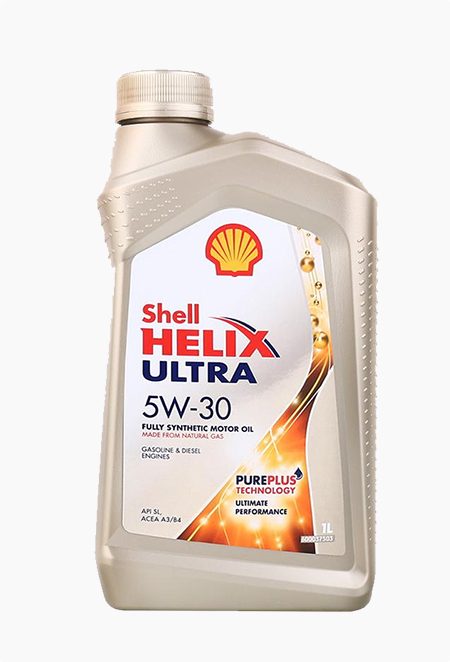 Shell
HELIX
ULTRA
5W-30
FULLY SYNTHETIC MOTOR OIL
MADE FROM NATURAL GAS
GASOLINE & DIESEL
ENGINES
PUREPLUS
TECHNOLOGY
ULTIMATE
PERFORMANCE
API SL,
ACEA A3/B4
1L
600037503